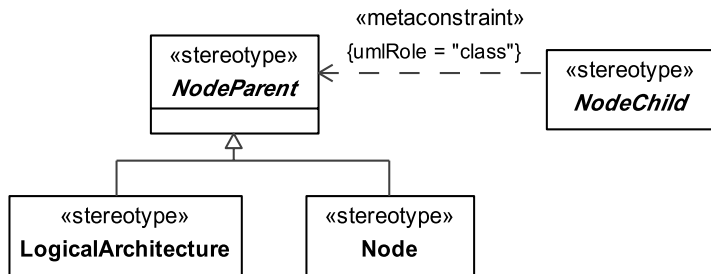 «metaconstraint»
«stereotype»
{umlRole = "class"}
NodeParent
«stereotype»
NodeChild
«stereotype»
LogicalArchitecture
«stereotype»
Node